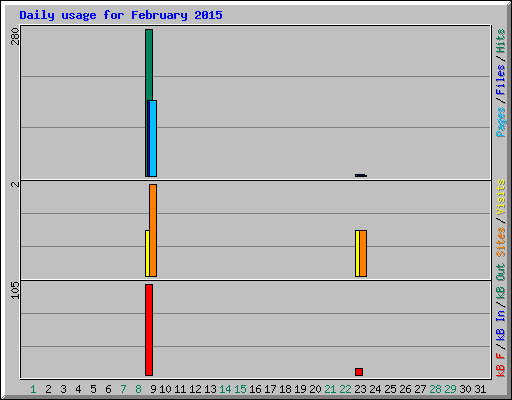 Daily usage for February 2015
280
2
105
Pages / Files / Hits
Sites / Visits
kB F / kB In / kB Out
1 2 3 4 5 6 7 8 9 10 11 12 13 14 15 16 17 18 19 20 21 22 23 24 25 26 27 28 29 30 31